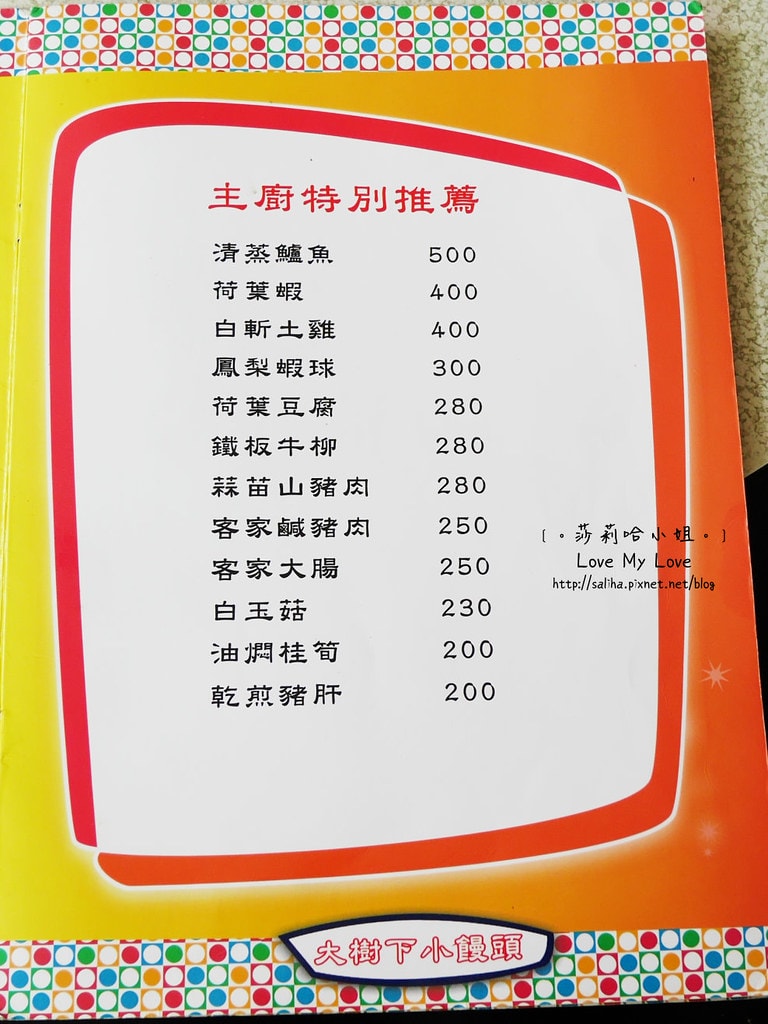 主廚特別推薦
清蒸鱸魚 500
荷葉蝦 400
白斬土雞 400
鳳梨蝦球 300
荷葉豆腐 280
鐵板牛柳 280
蒜苗山豬肉 280
客家鹹豬肉 250
客家大腸 250
白玉菇 230
油燜桂筍 200
乾煎豬肝 200
﹝。莎莉哈小姐。﹞
Love My Love
http://saliha.pixnet.net/blog
大樹下小饅頭